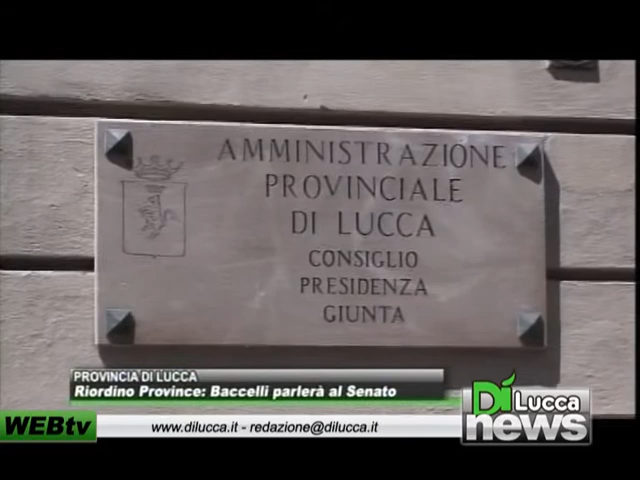 AMMINISTRAZIONE
PROVINCIALE
DI LUCCA
CONSIGLIO
PRESIDENZA
GIUNTA
PROVINCIA DI LUCCA
Riordino Province: Baccelli parlerà al Senato
Dì LUCCA
news
WEBtv
www.dilucca.it - redazione@dilucca.it